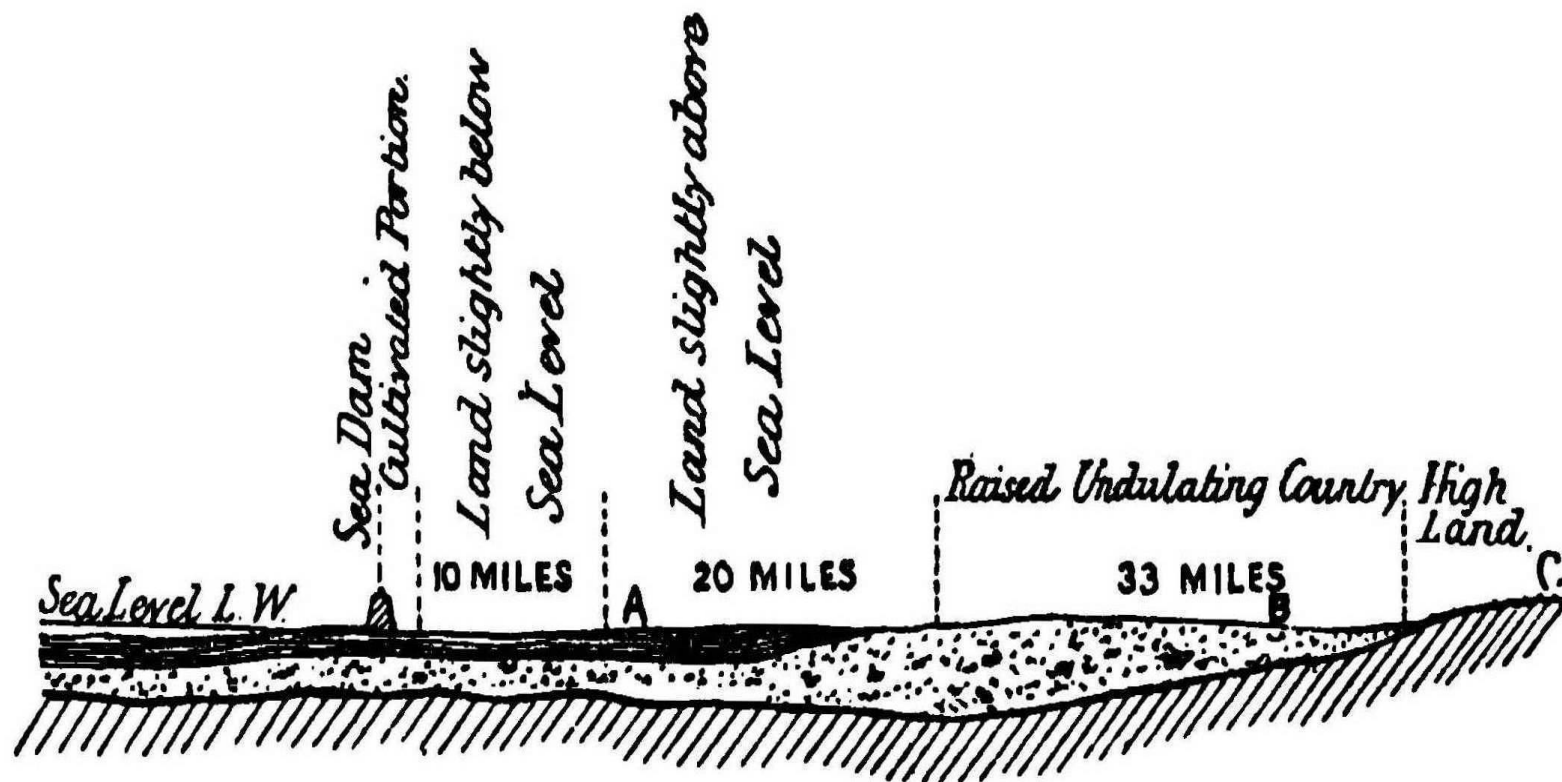 Sea Dam
Cultivated Portion.
Land slightly below
Sea Level
Land slightly above
Sea Level
Raised Undulating Country
High
Land.
Sea Level L. W.
10 MILES
A
20 MILES
33 MILES
B
C.